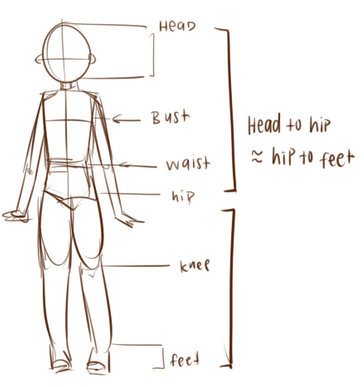 HEAD
Bust
waist
hip
knee
feet
Head to hip
≈ hip to feet